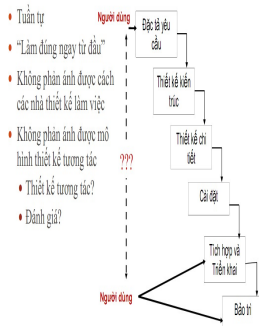 Tuần tự
“Làm đúng ngay từ đầu”
Không phản ánh được cách
các nhà thiết kế làm việc
Không phản ánh được mô
hình thiết kế tương tác
Thiết kế tương tác?
Đánh giá?
Người dùng
Đặc tả yêu
cầu
Thiết kế kiến
trúc
Thiết kế chi
tiết
Cài đặt
Tích hợp và
Triển khai
Bảo trì
???
Người dùng